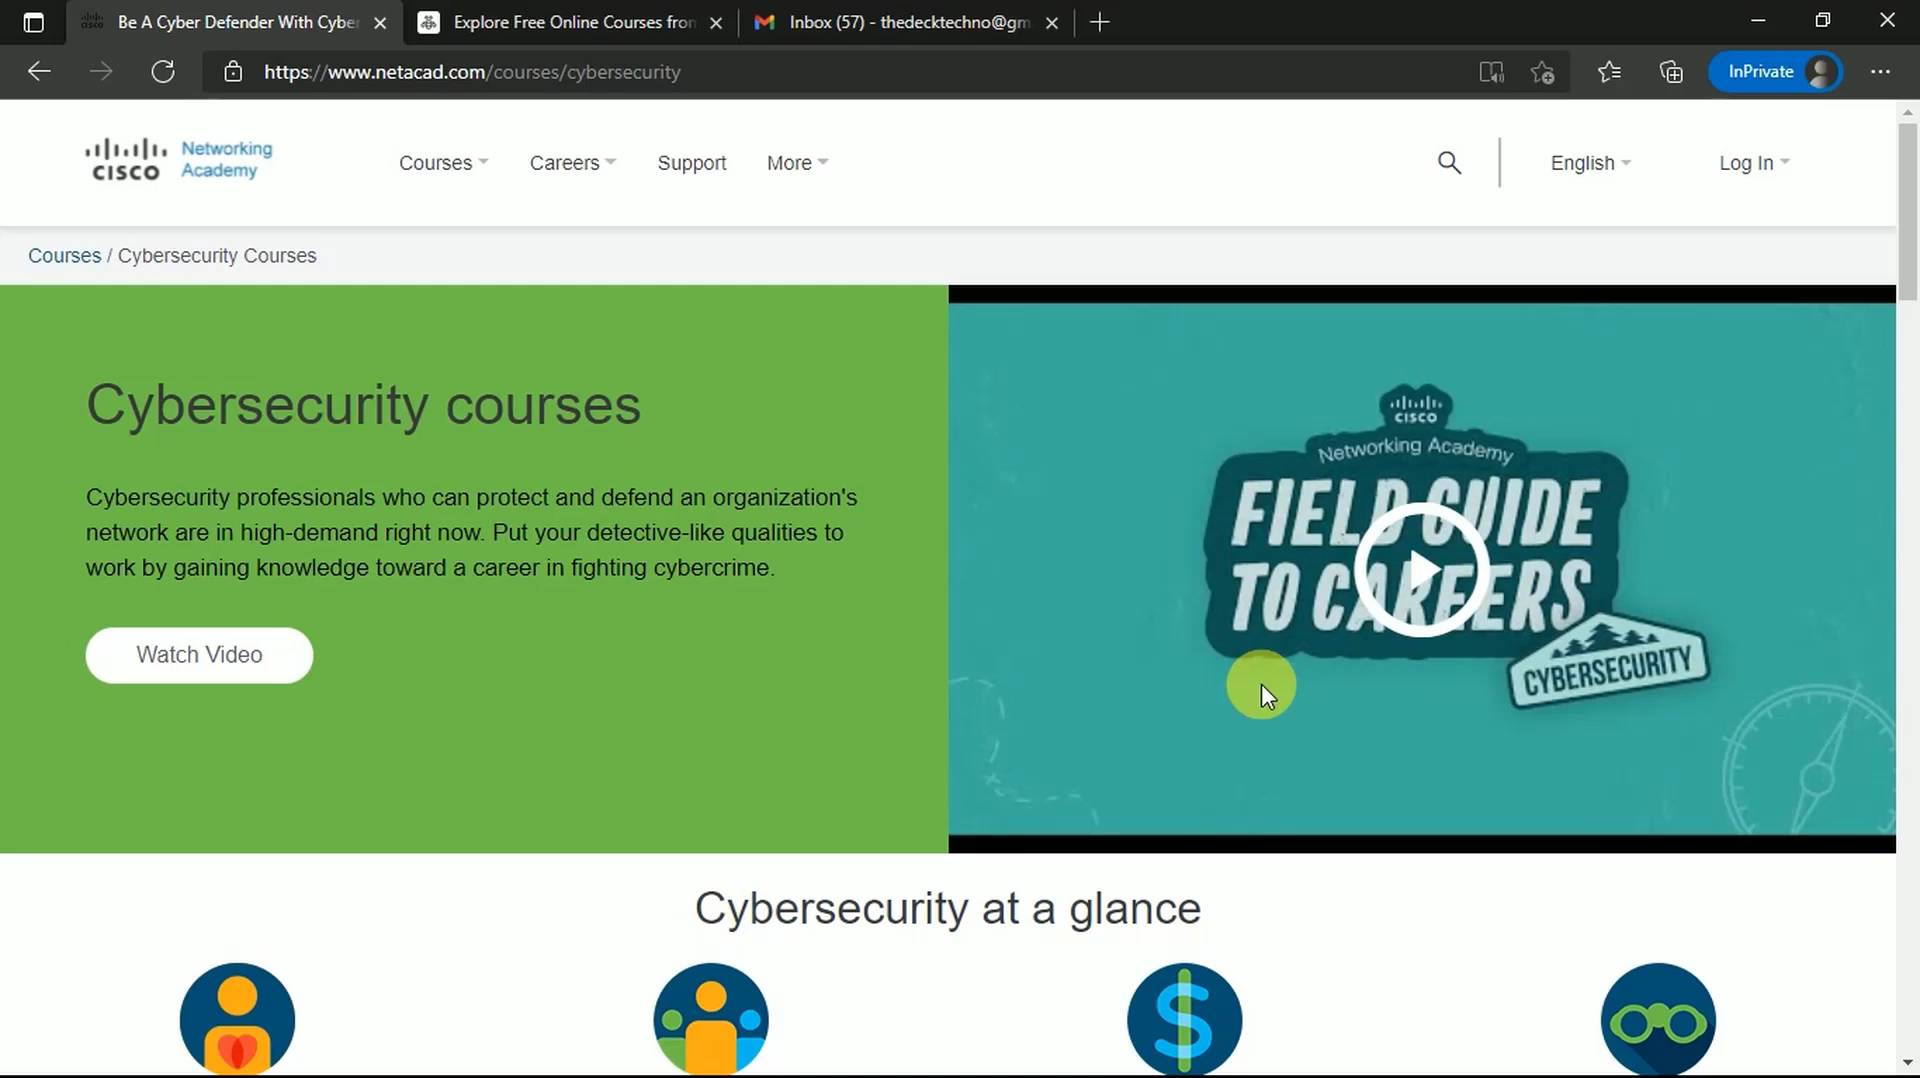 Be A Cyber Defender With Cyber
Explore Free Online Courses from
Inbox (57) - thedecktechno@gm
https://www.netacad.com/courses/cybersecurity
InPrivate
CISCO
Networking
Academy
Courses
Careers
Support
More
English
Log In
Courses / Cybersecurity Courses
Cybersecurity courses
Cybersecurity professionals who can protect and defend an organization's
network are in high-demand right now. Put your detective-like qualities to
work by gaining knowledge toward a career in fighting cybercrime.
Watch Video
CISCO
Networking Academy
FIELD GUIDE
TO CAREERS
CYBERSECURITY
Cybersecurity at a glance